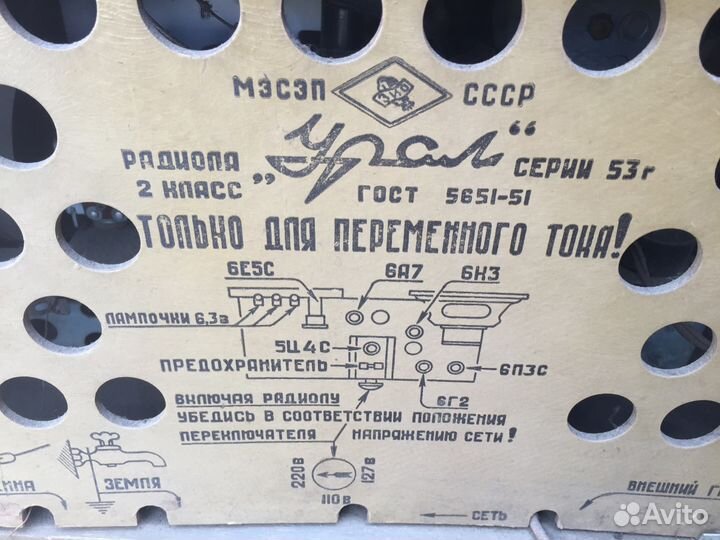 МЭСЭП СССР
РАДИОЛА „Урал“ СЕРИИ 53г
2 КЛАСС ГОСТ 5651-51
ТОЛЬКО ДЛЯ ПЕРЕМЕННОГО ТОКА!
6Е5С 6А7 6К3
ЛАМПОЧКИ 6,3в
5Ц4С
ПРЕДОХРАНИТЕЛЬ
6П3С
6Г2
ВКЛЮЧАЯ РАДИОЛУ
УБЕДИСЬ В СООТВЕТСТВИИ ПОЛОЖЕНИЯ
ПЕРЕКЛЮЧАТЕЛЯ НАПРЯЖЕНИЮ СЕТИ!
220в 127в
110в
ЗЕМЛЯ
ВНЕШНИЙ
СЕТЬ
Avito